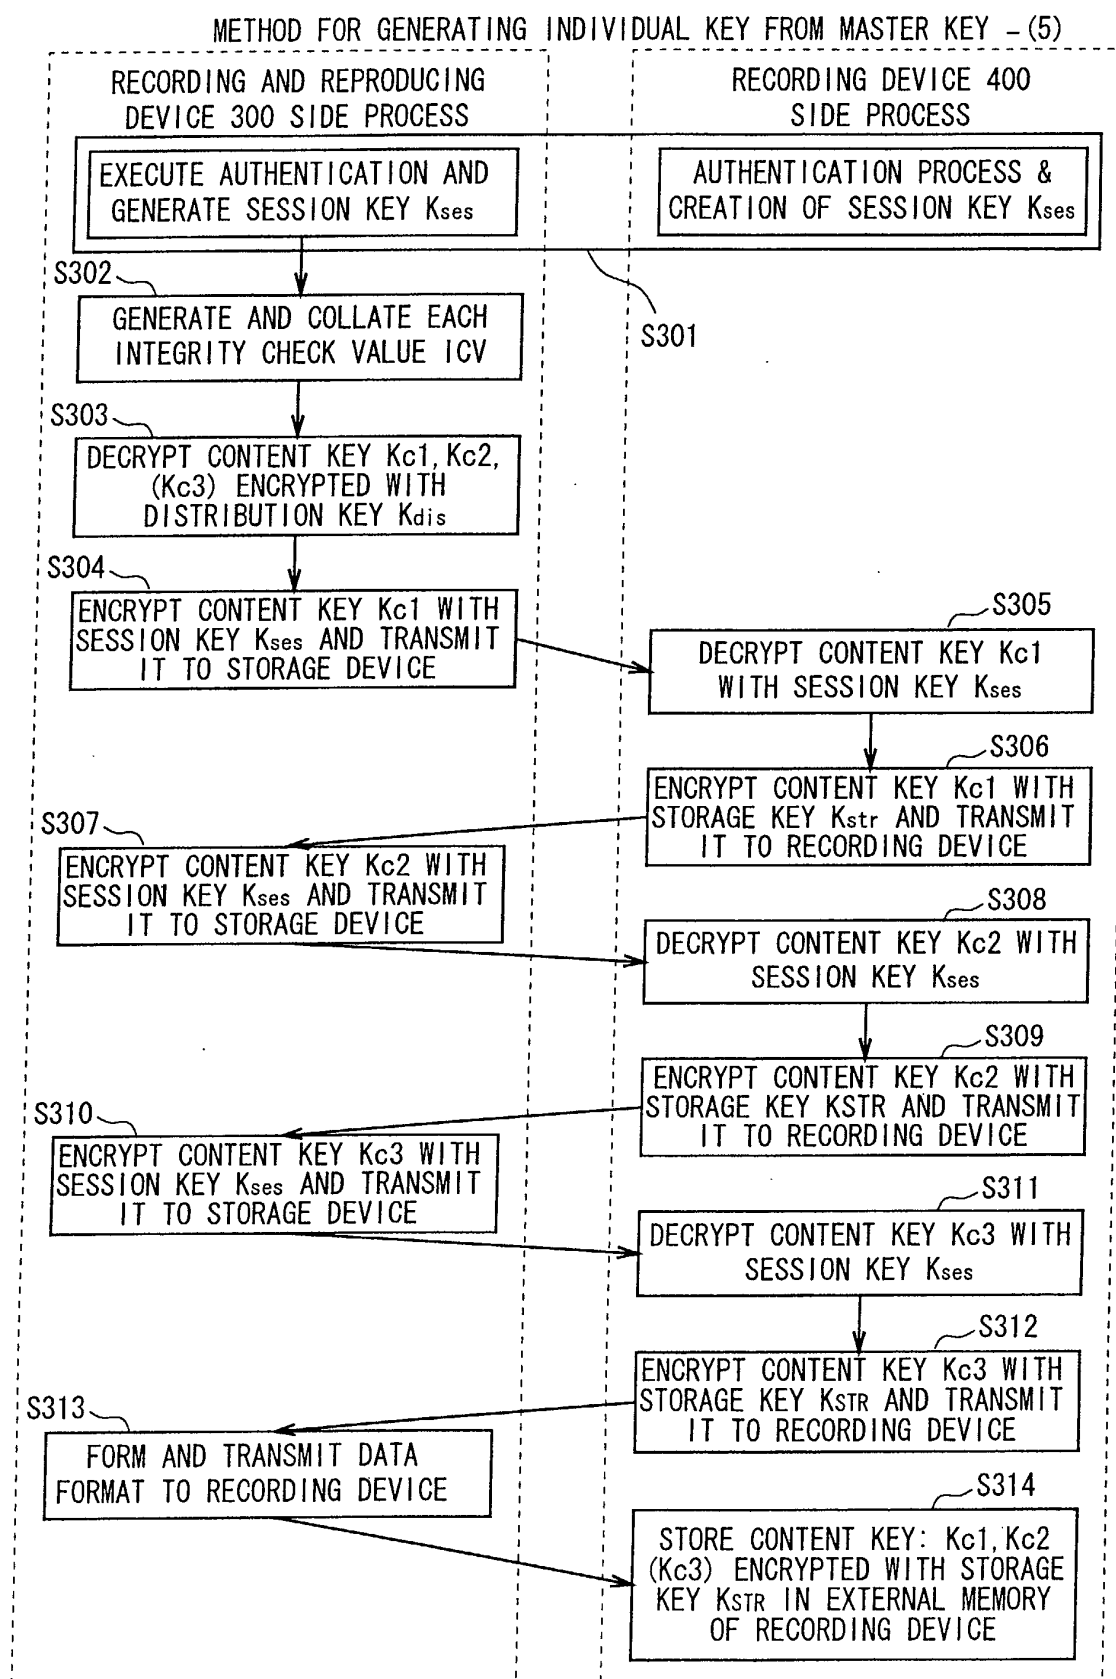 METHOD FOR GENERATING INDIVIDUAL KEY FROM MASTER KEY -(5)
RECORDING AND REPRODUCING
DEVICE 300 SIDE PROCESS
RECORDING DEVICE 400
SIDE PROCESS
EXECUTE AUTHENTICATION AND
GENERATE SESSION KEY Kses
AUTHENTICATION PROCESS &
CREATION OF SESSION KEY Kses
S301
S302
GENERATE AND COLLATE EACH
INTEGRITY CHECK VALUE ICV
S303
DECRYPT CONTENT KEY Kc1, Kc2,
(Kc3) ENCRYPTED WITH
DISTRIBUTION KEY Kdis
S304
ENCRYPT CONTENT KEY Kc1 WITH
SESSION KEY Kses AND TRANSMIT
IT TO STORAGE DEVICE
S305
DECRYPT CONTENT KEY Kc1
WITH SESSION KEY Kses
S306
ENCRYPT CONTENT KEY Kc1 WITH
STORAGE KEY Kstr AND TRANSMIT
IT TO RECORDING DEVICE
S307
ENCRYPT CONTENT KEY Kc2 WITH
SESSION KEY Kses AND TRANSMIT
IT TO STORAGE DEVICE
S308
DECRYPT CONTENT KEY Kc2 WITH
SESSION KEY Kses
S309
ENCRYPT CONTENT KEY Kc2 WITH
STORAGE KEY KSTR AND TRANSMIT
IT TO RECORDING DEVICE
S310
ENCRYPT CONTENT KEY Kc3 WITH
SESSION KEY Kses AND TRANSMIT
IT TO STORAGE DEVICE
S311
DECRYPT CONTENT KEY Kc3 WITH
SESSION KEY Kses
S312
ENCRYPT CONTENT KEY Kc3 WITH
STORAGE KEY KSTR AND TRANSMIT
IT TO RECORDING DEVICE
S313
FORM AND TRANSMIT DATA
FORMAT TO RECORDING DEVICE
S314
STORE CONTENT KEY: Kc1, Kc2
(Kc3) ENCRYPTED WITH STORAGE
KEY KSTR IN EXTERNAL MEMORY
OF RECORDING DEVICE